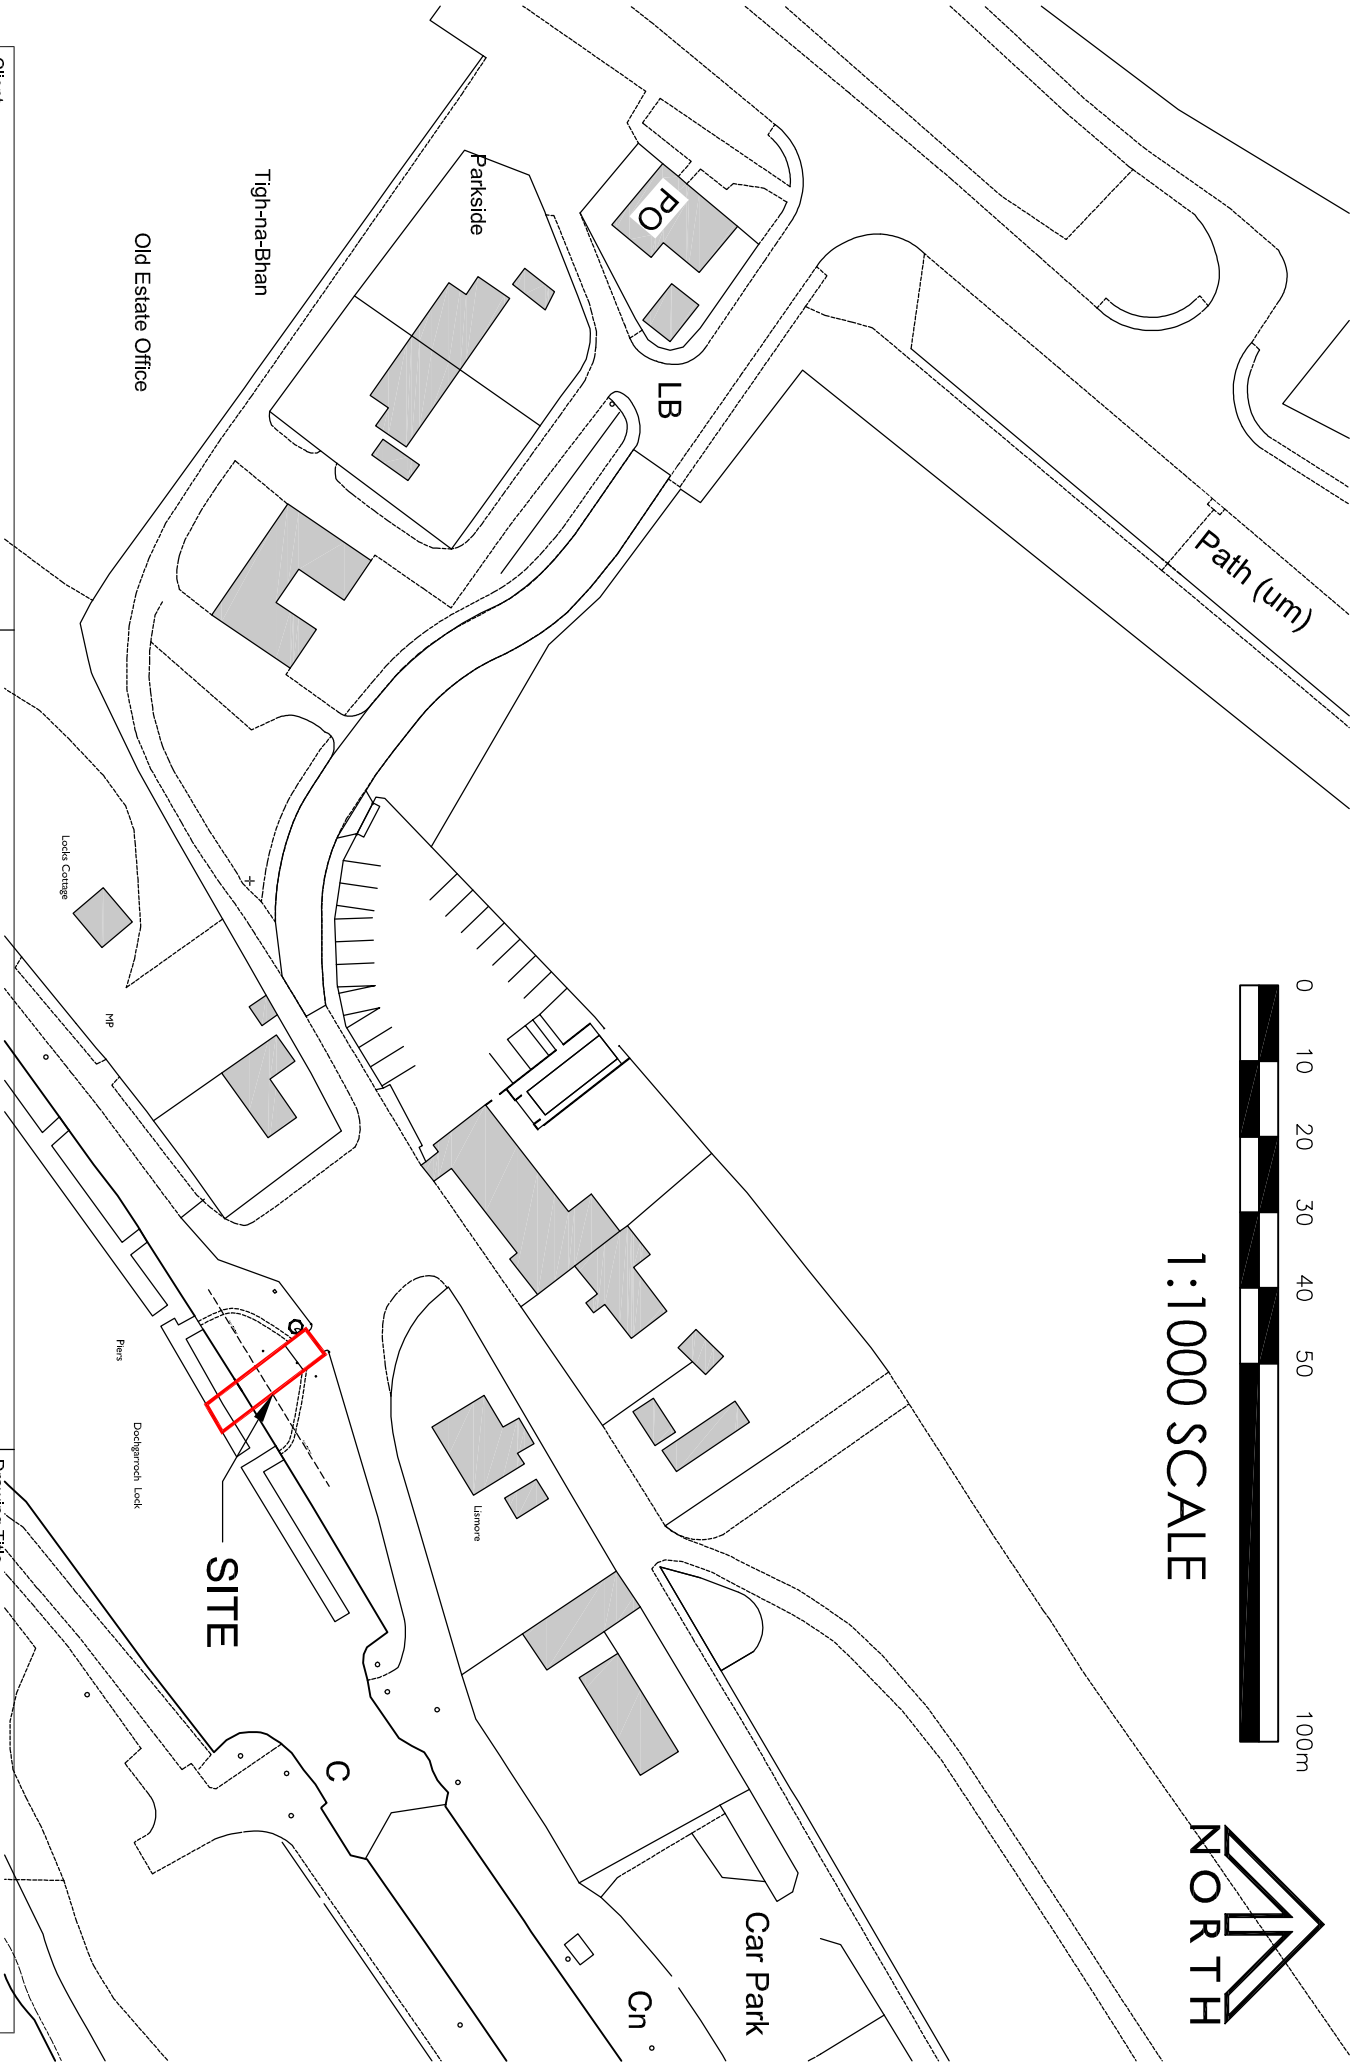 Path (um)
PO
LB
Parkside
Tigh-na-Bhan
Old Estate Office
0 10 20 30 40 50 100m
1:1000 SCALE
NORTH
Locks Cottage
MP
Piers
Dochgarroch Lock
SITE
Lismore
C
Cn
Car Park